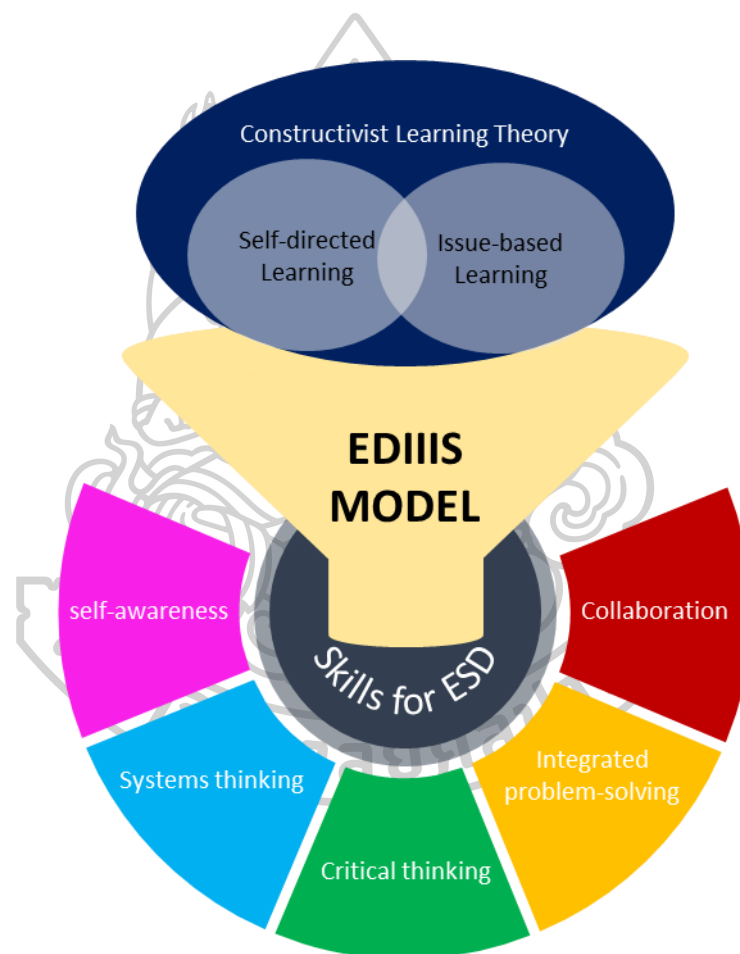 Constructivist Learning Theory
Self-directed
Learning
Issue-based
Learning
EDIIIS
MODEL
self-awareness
Collaboration
Skills for ESD
Systems thinking
Integrated
problem-solving
Critical thinking